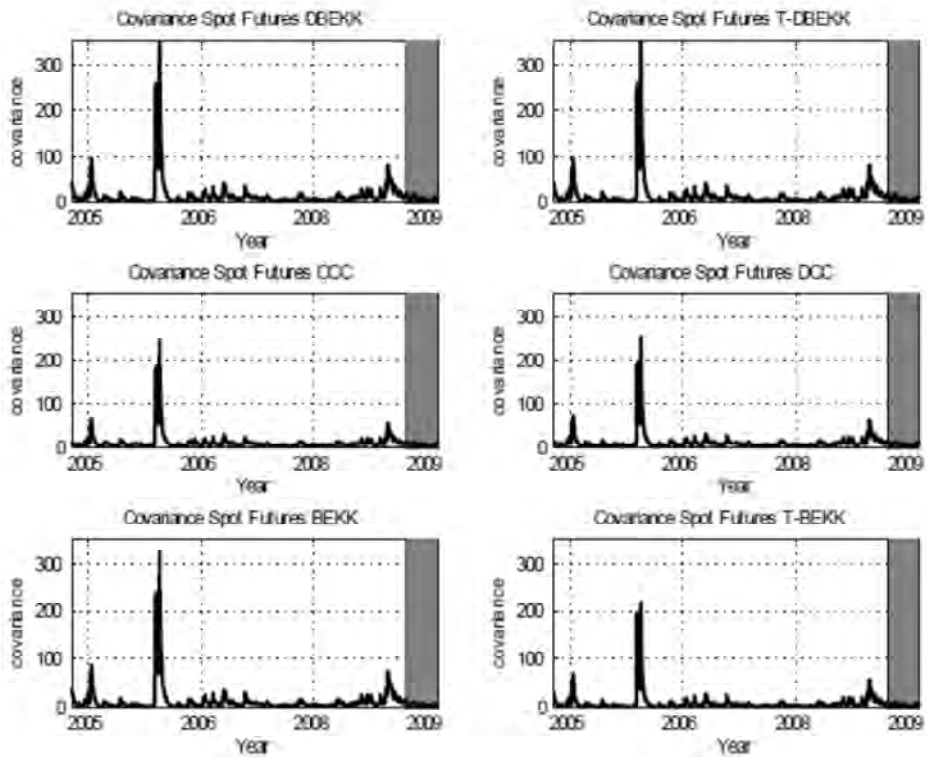 Covariance Spot Futures DBEKK
Covariance Spot Futures T-DBEKK
covariance
300
200
100
0
2005
2006
2008
2009
Year
covariance
300
200
100
0
2005
2006
2008
2009
Year
Covariance Spot Futures CCC
Covariance Spot Futures DCC
covariance
300
200
100
0
2005
2006
2008
2009
Year
covariance
300
200
100
0
2005
2006
2008
2009
Year
Covariance Spot Futures BEKK
Covariance Spot Futures T-BEKK
covariance
300
200
100
0
2005
2006
2008
2009
Year
covariance
300
200
100
0
2005
2006
2008
2009
Year